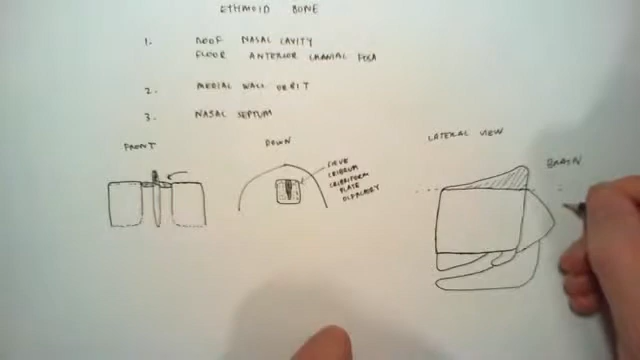 ETHMOID BONE
1. ROOF NASAL CAVITY
FLOOR ANTERIOR CRANIAL FOSA
2. MEDIAL WALL ORBIT
3. NASAL SEPTUM
FRONT
DOWN
SIEVE
CRIBRUM
CRIBRIFORM
PLATE
OLFACTORY
LATERAL VIEW
BRAIN